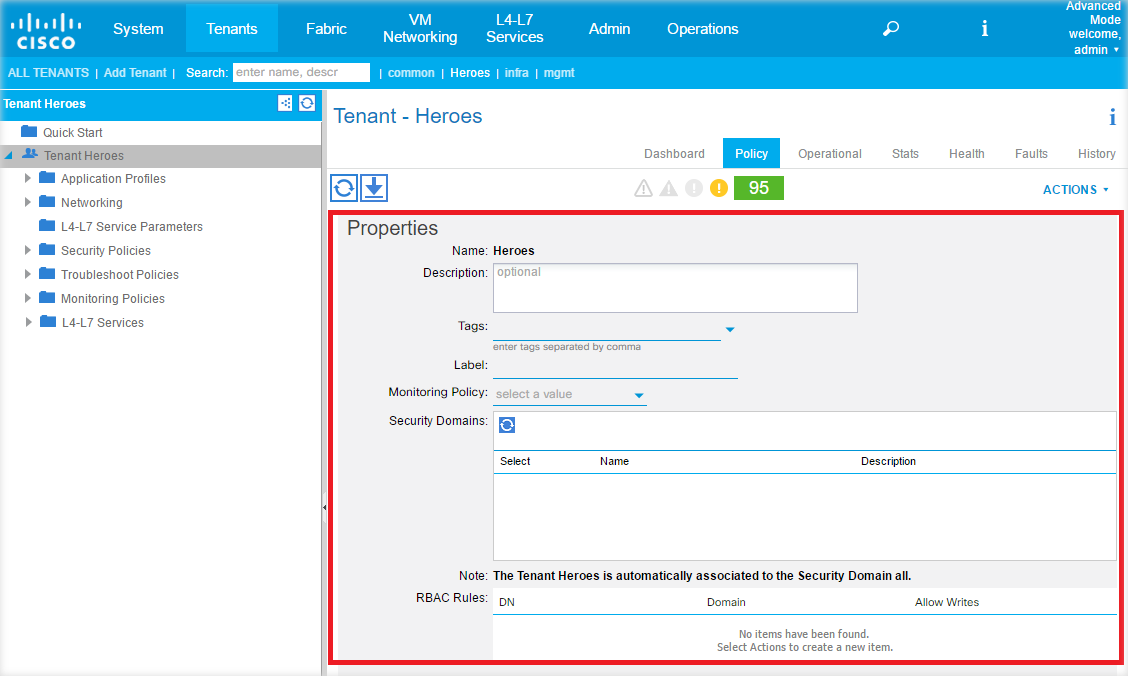 CISCO
System
Tenants
Fabric
VM
Networking
L4-L7
Services
Admin
Operations
i
Advanced
Mode
welcome,
admin
ALL TENANTS | Add Tenant | Search: enter name, descr | common | Heroes | infra | mgmt
Tenant Heroes
Quick Start
Tenant Heroes
Application Profiles
Networking
L4-L7 Service Parameters
Security Policies
Troubleshoot Policies
Monitoring Policies
L4-L7 Services
Tenant - Heroes
i
Dashboard Policy Operational Stats Health Faults History
95
ACTIONS
Properties
Name: Heroes
Description: optional
Tags:
enter tags separated by comma
Label:
Monitoring Policy: select a value
Security Domains:
Select Name Description
Note: The Tenant Heroes is automatically associated to the Security Domain all.
RBAC Rules: DN Domain Allow Writes
No items have been found.
Select Actions to create a new item.